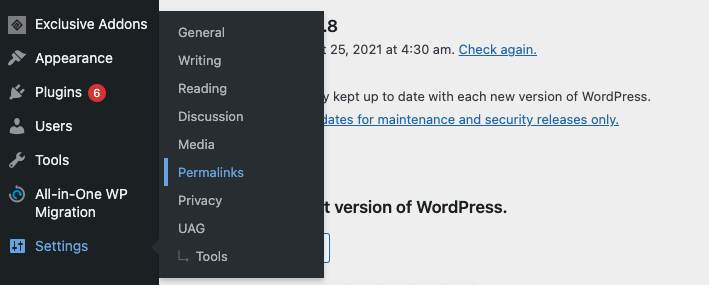 Exclusive Addons
Appearance
Plugins 6
Users
Tools
All-in-One WP
Migration
Settings
General
Writing
Reading
Discussion
Media
Permalinks
Privacy
UAG
Tools
.8
25, 2021 at 4:30 am. Check again.
kept up to date with each new version of WordPress.
dates for maintenance and security releases only.
t version of WordPress.